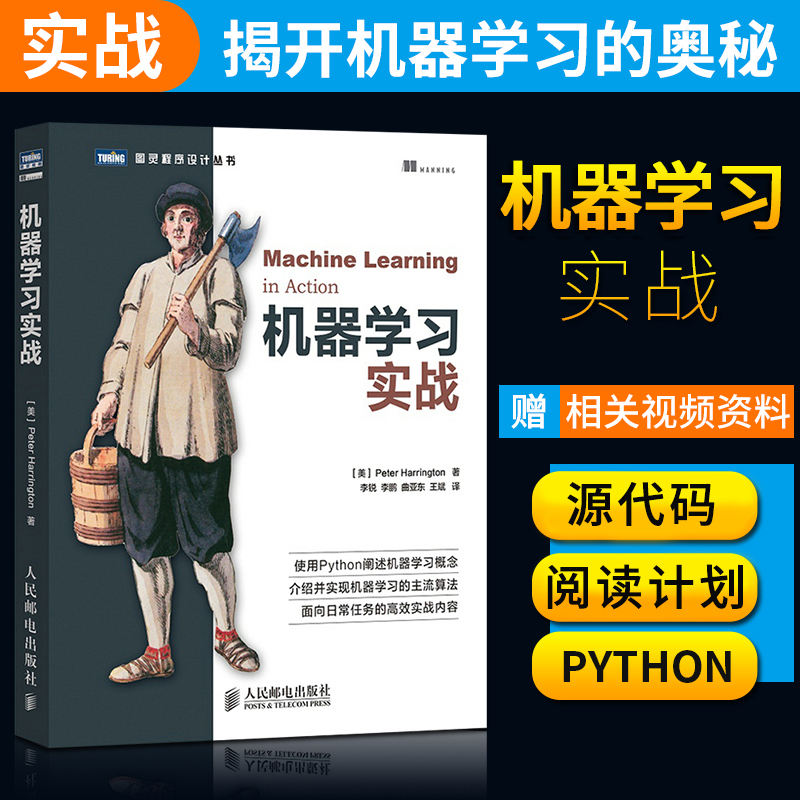 实战
揭开机器学习的奥秘
TURING
图灵程序设计丛书
MANNING
机器学习实战
[美] Peter Harrington 著
人民邮电出版社
Machine Learning
in Action
机器学习
实战
[美] Peter Harrington 著
李锐 李鹏 曲亚东 王斌 译
使用Python阐述机器学习概念
介绍并实现机器学习的主流算法
面向日常任务的高效实战内容
人民邮电出版社
POSTS & TELECOM PRESS
机器学习
实战
赠 相关视频资料
源代码
阅读计划
PYTHON